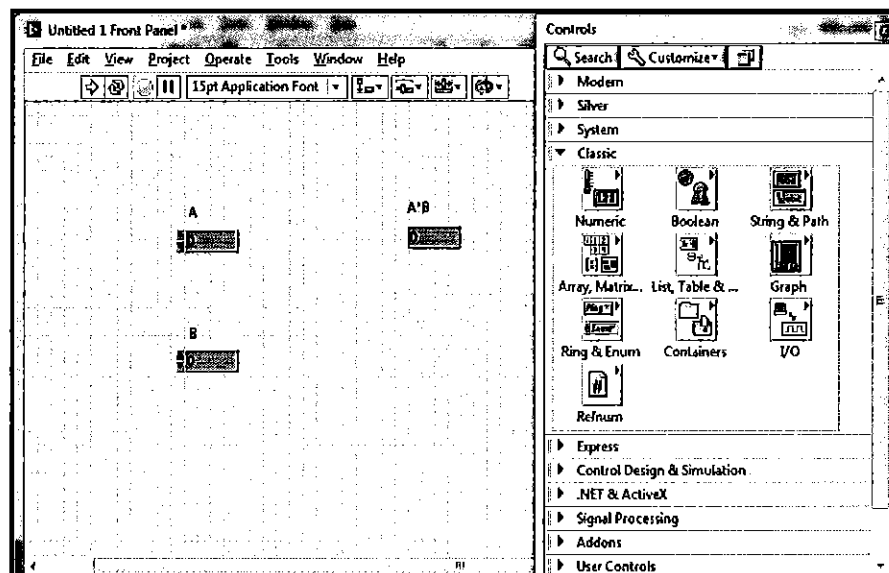 Untitled 1 Front Panel *
File Edit View Project Operate Tools Window Help
15pt Application Font
A
A*B
B
Controls
Search Customize
Modern
Silver
System
Classic
Numeric Boolean String & Path
Array, Matrix... List, Table & ... Graph
Ring & Enum Containers I/O
Refnum
Express
Control Design & Simulation
.NET & ActiveX
Signal Processing
Addons
User Controls